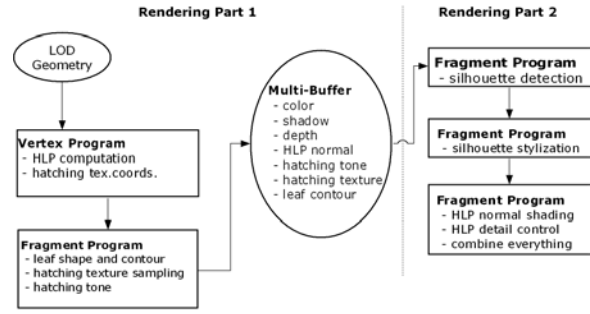 Rendering Part 1
Rendering Part 2
LOD
Geometry
Vertex Program
- HLP computation
- hatching tex.coords.
Fragment Program
- leaf shape and contour
- hatching texture sampling
- hatching tone
Multi-Buffer
- color
- shadow
- depth
- HLP normal
- hatching tone
- hatching texture
- leaf contour
Fragment Program
- silhouette detection
Fragment Program
- silhouette stylization
Fragment Program
- HLP normal shading
- HLP detail control
- combine everything